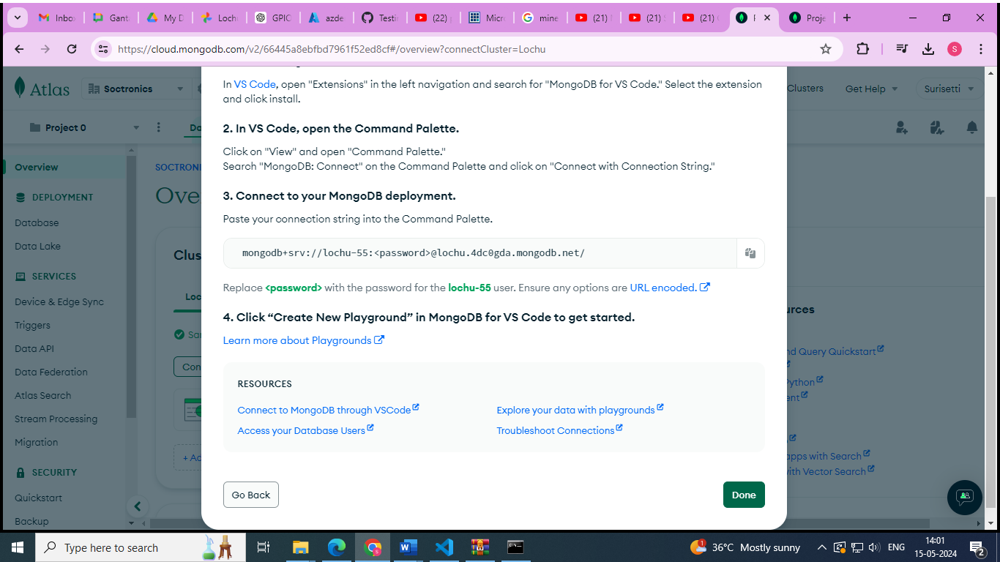 Inbo
Gant
My D
Loch
GPIC
azde
Testi
(22)
Micr
mine
(21)
(21)
(21)
Proje
https://cloud.mongodb.com/v2/66445a8ebfbd7961f52ed8cf#/overview?connectCluster=Lochu
S
Atlas
Soctronics
Clusters
Get Help
Surisetti
Project 0
Da
Overview
DEPLOYMENT
Database
Data Lake
SERVICES
Device & Edge Sync
Triggers
Data API
Data Federation
Atlas Search
Stream Processing
Migration
SECURITY
Quickstart
Backup
SOCTRONI
Ove
Clus
Loc
Sa
Con
+ Ad
In VS Code, open "Extensions" in the left navigation and search for "MongoDB for VS Code." Select the extension
and click install.
2. In VS Code, open the Command Palette.
Click on "View" and open "Command Palette."
Search "MongoDB: Connect" on the Command Palette and click on "Connect with Connection String."
3. Connect to your MongoDB deployment.
Paste your connection string into the Command Palette.
mongodb+srv://lochu-55:<password>@lochu.4dc0gda.mongodb.net/
Replace <password> with the password for the lochu-55 user. Ensure any options are URL encoded.
4. Click “Create New Playground” in MongoDB for VS Code to get started.
Learn more about Playgrounds
RESOURCES
Connect to MongoDB through VSCode
Explore your data with playgrounds
Access your Database Users
Troubleshoot Connections
Go Back
Done
urces
nd Query Quickstart
Python
ent
apps with Search
with Vector Search
Type here to search
1
36°C Mostly sunny
ENG
14:01
15-05-2024
2